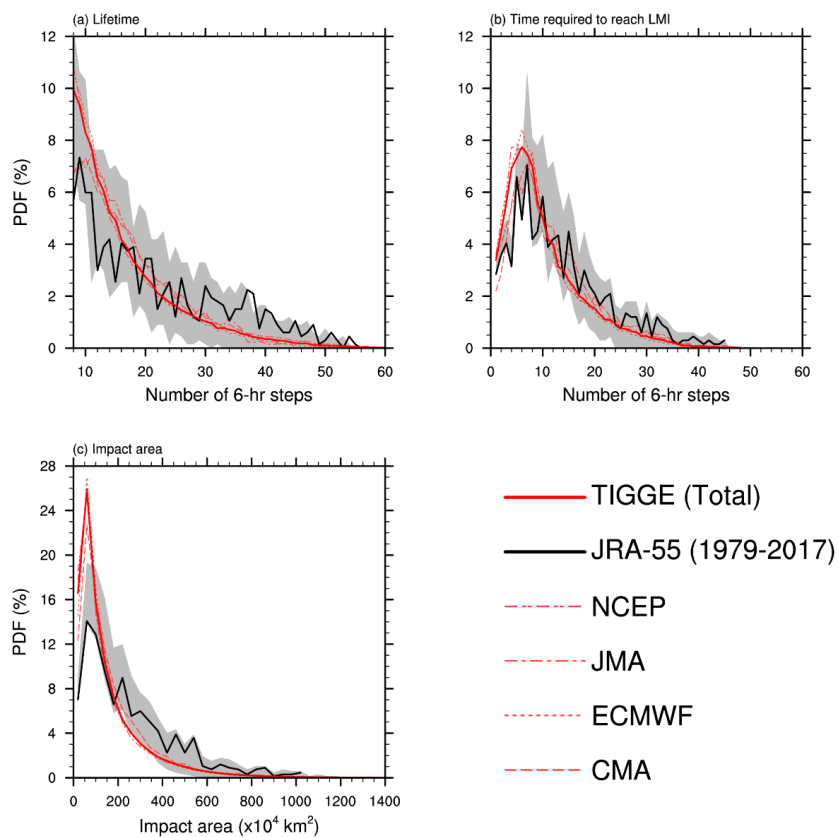 (a) Lifetime
12
10
8
6
4
2
0
PDF (%)
10 20 30 40 50 60
Number of 6-hr steps
(b) Time required to reach LMI
12
10
8
6
4
2
0
0 10 20 30 40 50 60
Number of 6-hr steps
(c) Impact area
28
24
20
16
12
8
4
0
PDF (%)
0 200 400 600 800 1000 1200 1400
Impact area (x10⁴ km²)
TIGGE (Total)
JRA-55 (1979-2017)
NCEP
JMA
ECMWF
CMA